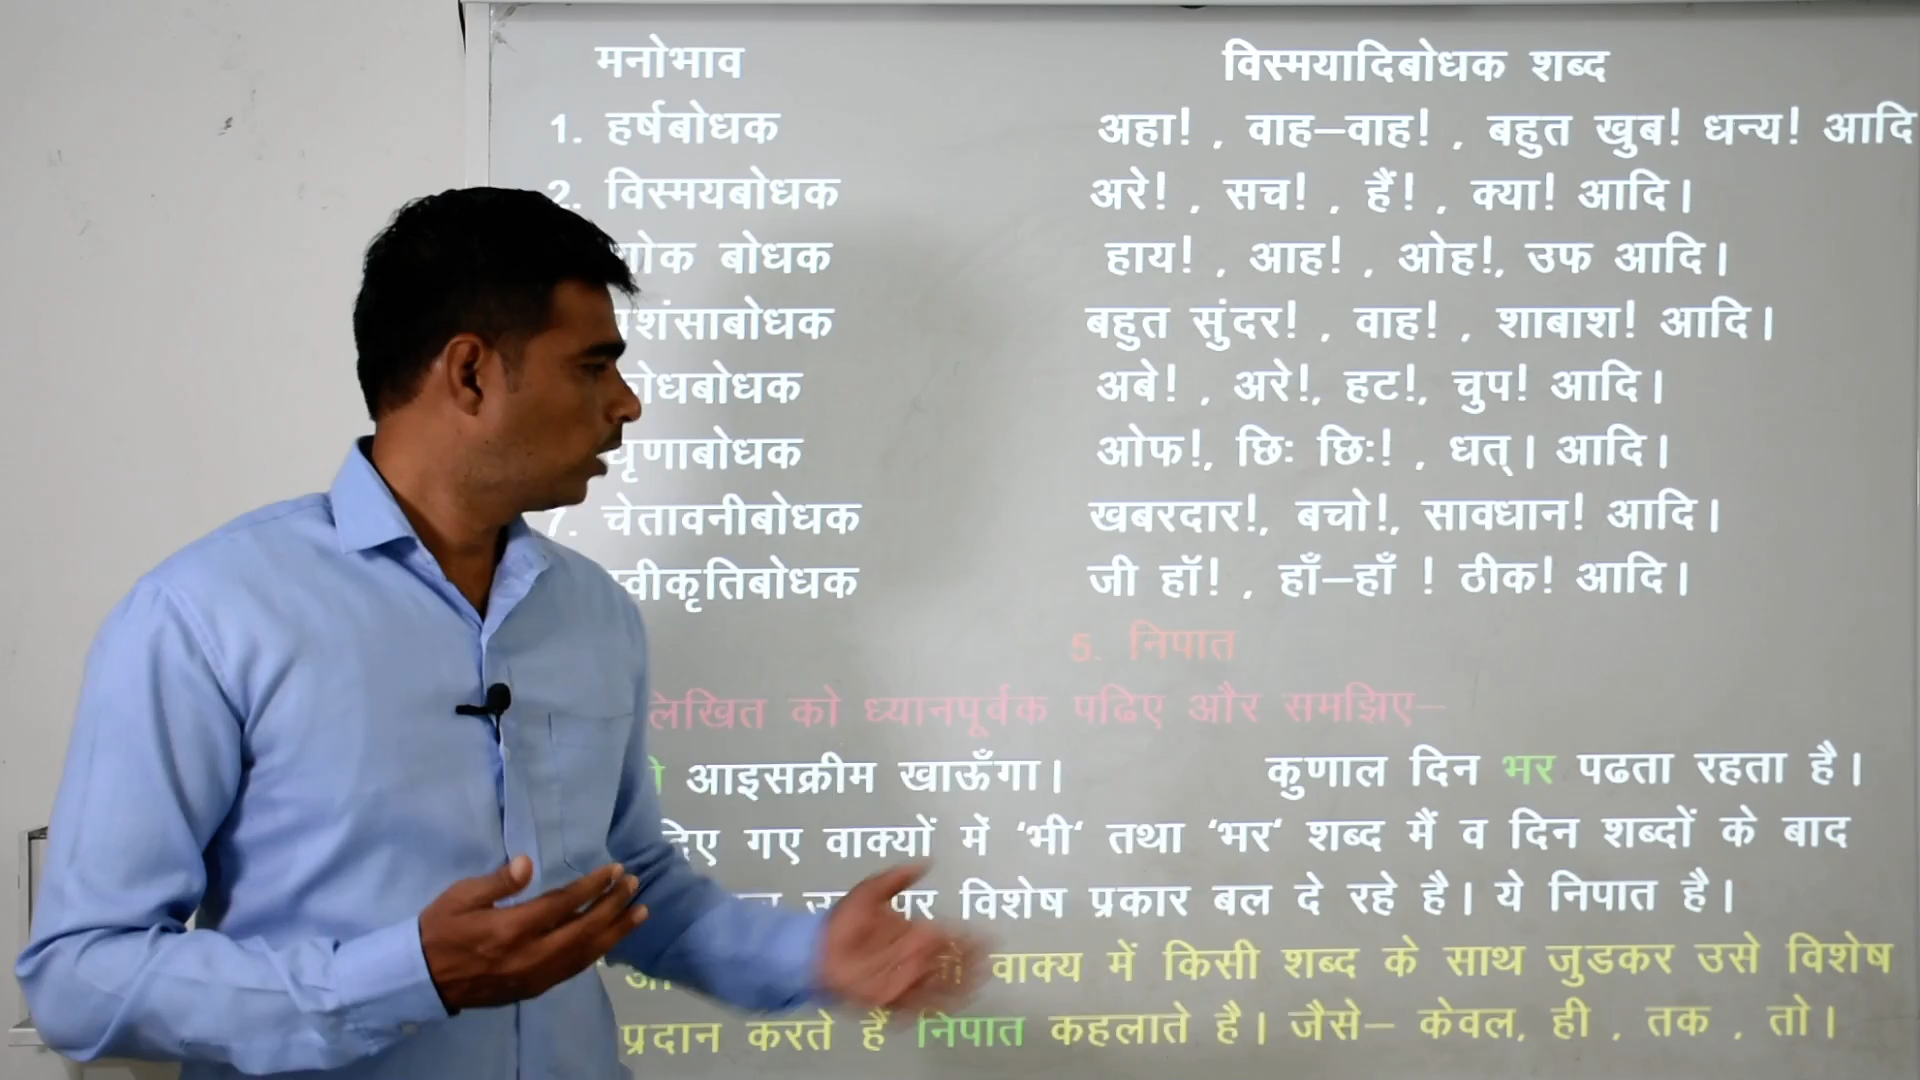 मनोभाव विस्मयादिबोधक शब्द
1. हर्षबोधक अहा! , वाह–वाह! , बहुत खुब! धन्य! आदि
2. विस्मयबोधक अरे! , सच! , हैं! , क्या! आदि।
बोधक हाय! , आह! , ओह!, उफ आदि।
बहुत सुंदर! , वाह! , शाबाश! आदि।
अबे! , अरे!, हट!, चुप! आदि।
घृणाबोधक ओफ!, छिः छिः! , धत्। आदि।
7. चेतावनीबोधक खबरदार!, बचो!, सावधान! आदि।
जी हॉ! , हाँ–हाँ ! ठीक! आदि।
5. निपात
को ध्यानपूर्वक पढिए और समझिए–
आइसक्रीम खाऊँगा। कुणाल दिन भर पढता रहता है।
गए वाक्यों में ‘भी‘ तथा ‘भर‘ शब्द मैं व दिन शब्दों के बाद
पर विशेष प्रकार बल दे रहे है। ये निपात है।
वाक्य में किसी शब्द के साथ जुडकर उसे विशेष
प्रदान करते हैं निपात कहलाते है। जैसे– केवल, ही , तक , तो।